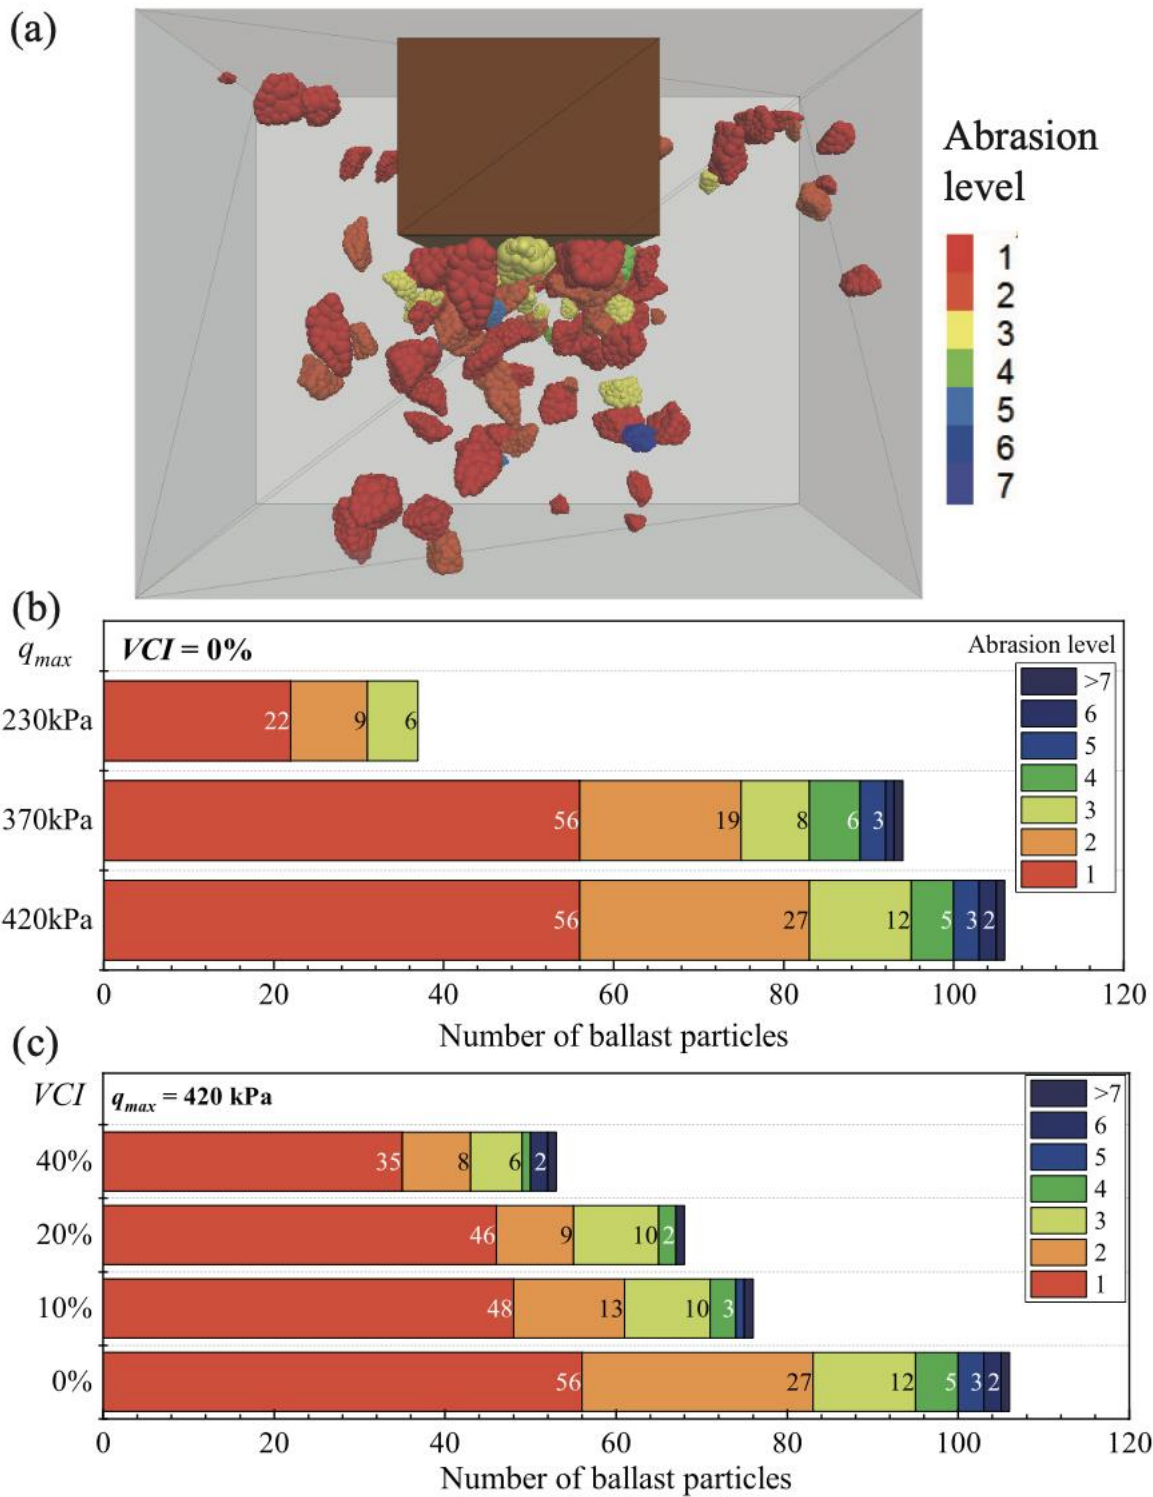 (a)
Abrasion
level
1
2
3
4
5
6
7
(b)
q_max
VCI = 0%
Abrasion level
>7
6
5
4
3
2
1
230kPa
22 9 6
370kPa
56 19 8 6 3
420kPa
56 27 12 5 3 2
0 20 40 60 80 100 120
Number of ballast particles
(c)
VCI
q_max = 420 kPa
>7
6
5
4
3
2
1
40%
35 8 6 2
20%
46 9 10 2
10%
48 13 10 3
0%
56 27 12 5 3 2
0 20 40 60 80 100 120
Number of ballast particles